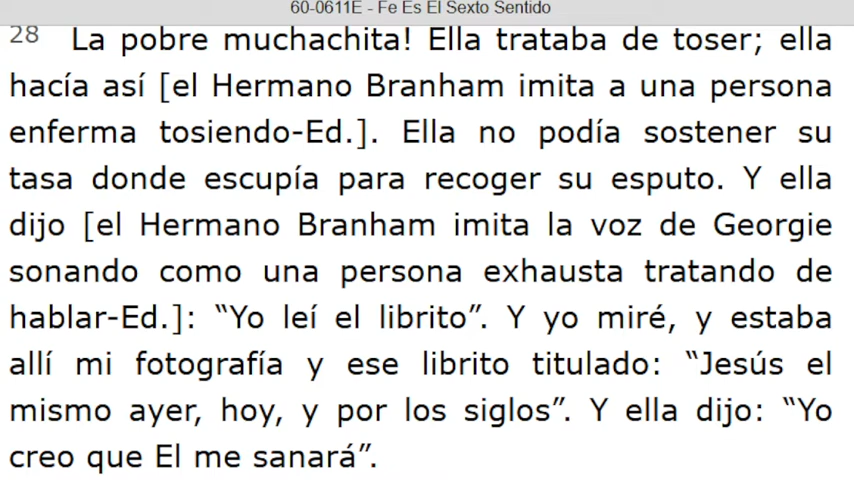 60-0611E - Fe Es El Sexto Sentido
28 La pobre muchachita! Ella trataba de toser; ella
hacía así [el Hermano Branham imita a una persona
enferma tosiendo-Ed.]. Ella no podía sostener su
tasa donde escupía para recoger su esputo. Y ella
dijo [el Hermano Branham imita la voz de Georgie
sonando como una persona exhausta tratando de
hablar-Ed.]: “Yo leí el librito”. Y yo miré, y estaba
allí mi fotografía y ese librito titulado: “Jesús el
mismo ayer, hoy, y por los siglos”. Y ella dijo: “Yo
creo que El me sanará”.